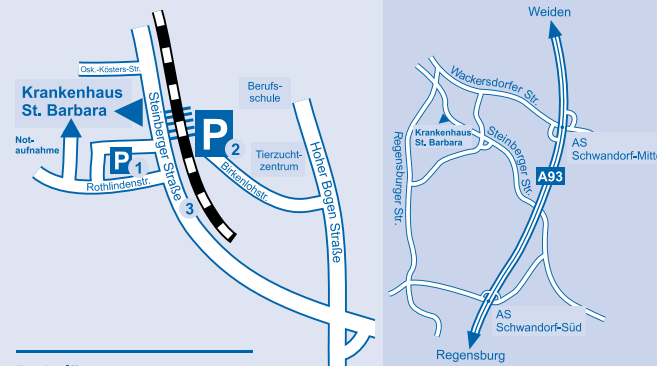 Osk.-Kösters-Str.
Krankenhaus
St. Barbara
Not-
aufnahme
P
1
Rothlindenstr.
Steinberger Straße
3
P
2
Birkenlohstr.
Berufs-
schule
Tierzucht-
zentrum
Hoher Bogen Straße
Weiden
Wackersdorfer Str.
Krankenhaus
St. Barbara
Steinberger Str.
Regensburger Str.
AS
Schwandorf-Mitte
A93
AS
Schwandorf-Süd
Regensburg